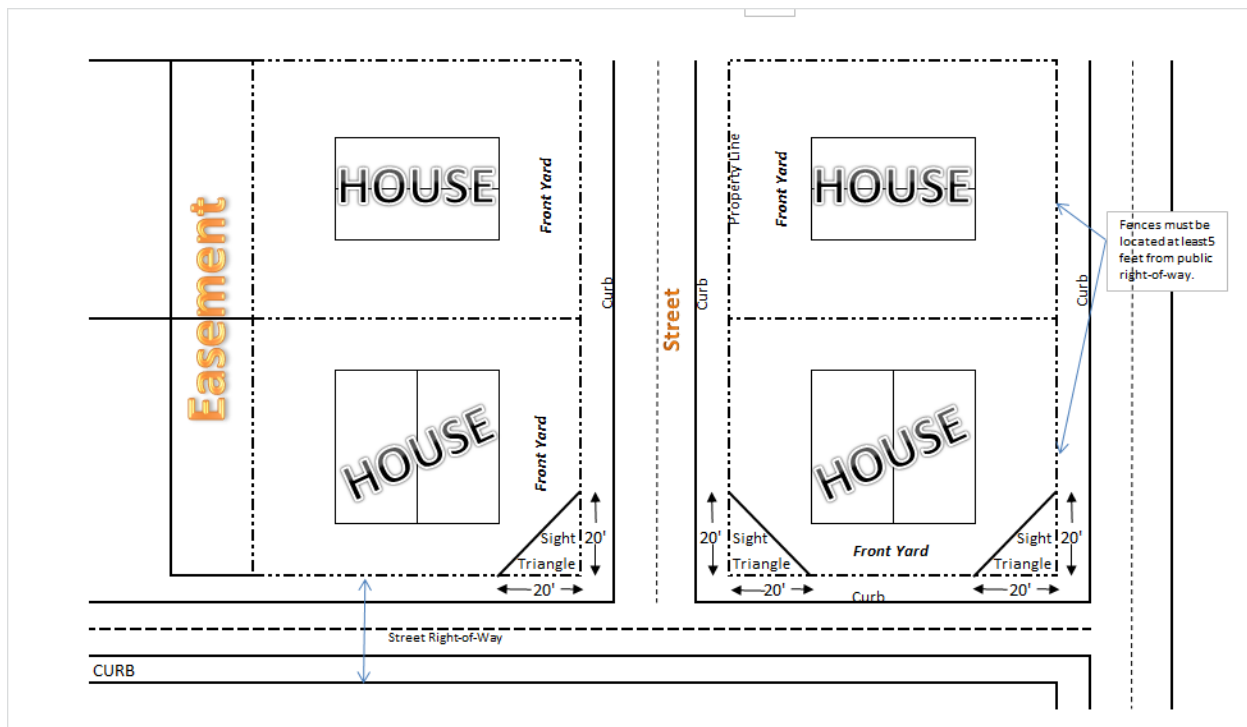 HOUSE
Front Yard
Property Line
Front Yard
HOUSE
Easement
Fences must be
located at least5
feet from public
right-of-way.
Curb
Street
Curb
Curb
HOUSE
Front Yard
HOUSE
Sight 20'
Triangle
20'
20' Sight
Triangle
20'
Front Yard
Sight 20'
Triangle
20'
Curb
Street Right-of-Way
CURB